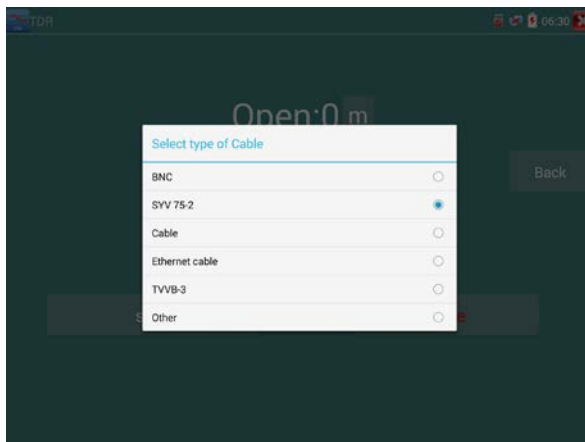 TDR
06:30
Open:0 m
Select type of Cable
BNC
Back
SYV 75-2
Cable
Ethernet cable
TVVB-3
Other